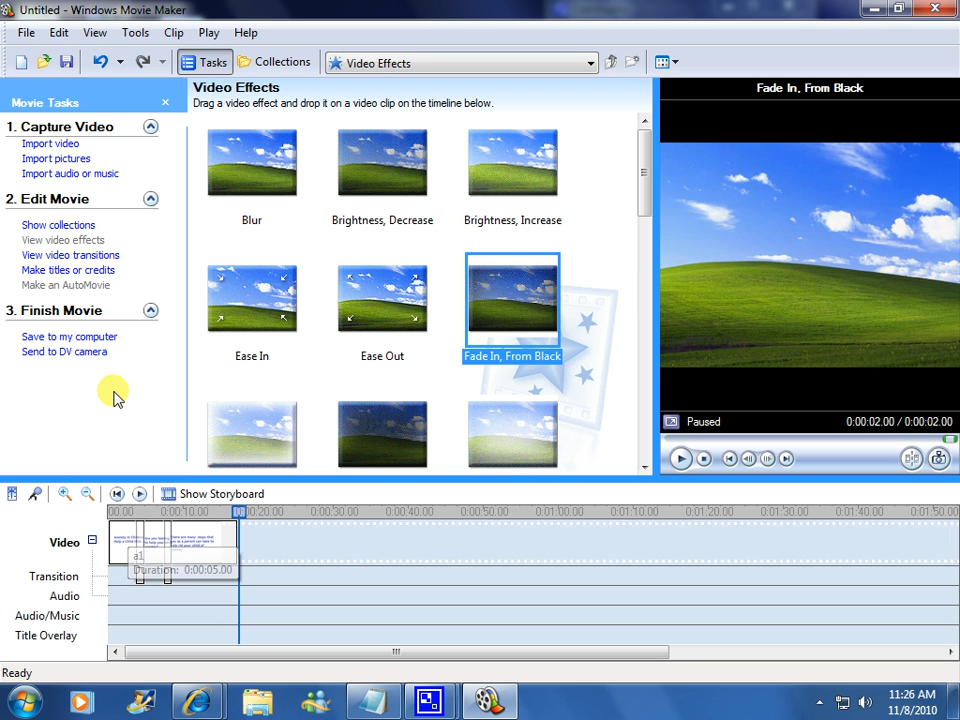 Untitled - Windows Movie Maker
File Edit View Tools Clip Play Help
Tasks Collections Video Effects
Movie Tasks
1. Capture Video
Import video
Import pictures
Import audio or music
2. Edit Movie
Show collections
View video effects
View video transitions
Make titles or credits
Make an AutoMovie
3. Finish Movie
Save to my computer
Send to DV camera
Video Effects
Drag a video effect and drop it on a video clip on the timeline below.
Blur Brightness, Decrease Brightness, Increase
Ease In Ease Out Fade In, From Black
Fade In, From Black
Paused 0:00:02.00 / 0:00:02.00
Show Storyboard
00.00 0:00:10.00 0:00:20.00 0:00:30.00 0:00:40.00 0:00:50.00 0:01:00.00 0:01:10.00 0:01:20.00 0:01:30.00 0:01:40.00 0:01:50.00
Video
a1
Duration: 0:00:05.00
Transition
Audio
Audio/Music
Title Overlay
Ready
11:26 AM
11/8/2010